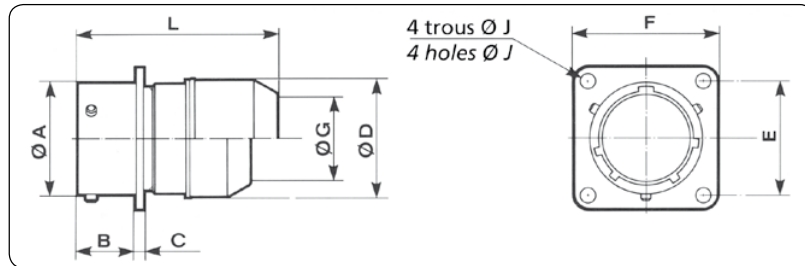 L
4 trous Ø J
4 holes Ø J
F
Ø A
Ø G
Ø D
E
B
C